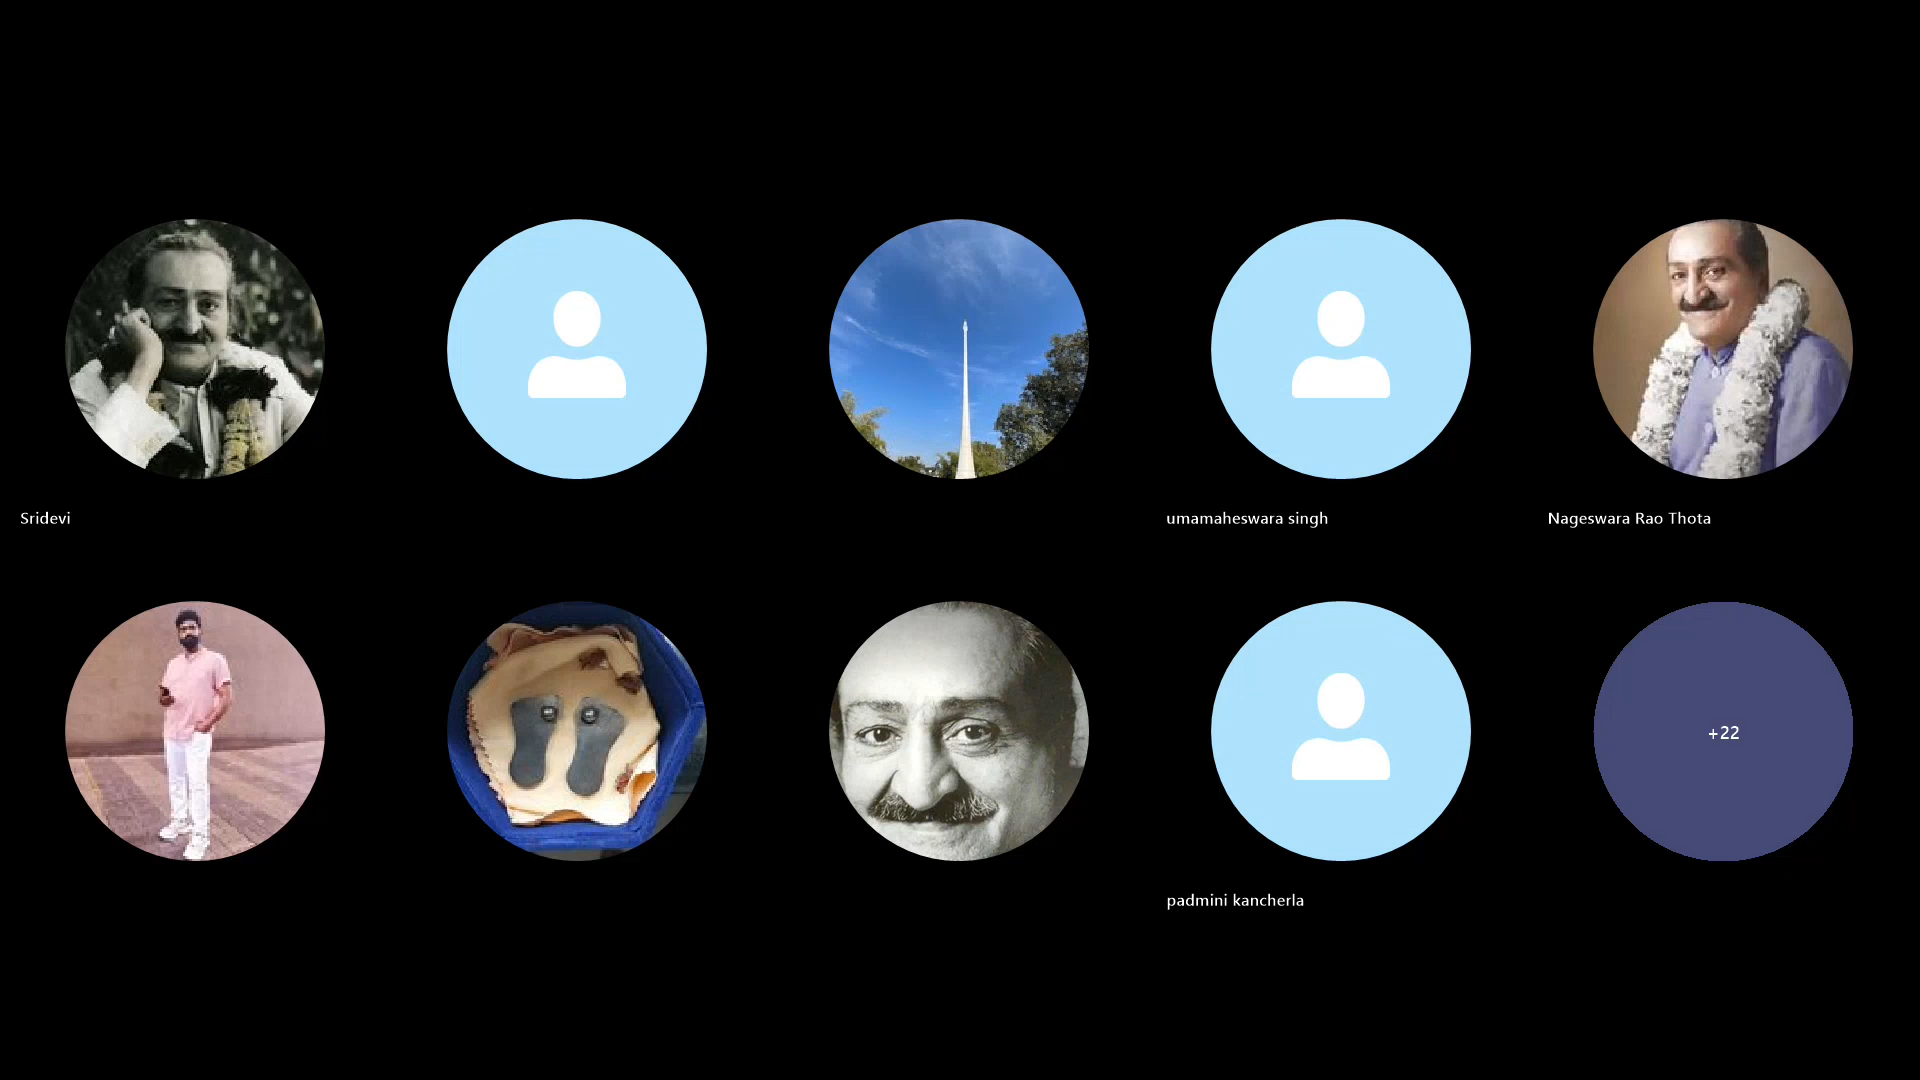 Sridevi
umamaheswara singh
Nageswara Rao Thota
+22
padmini kancherla